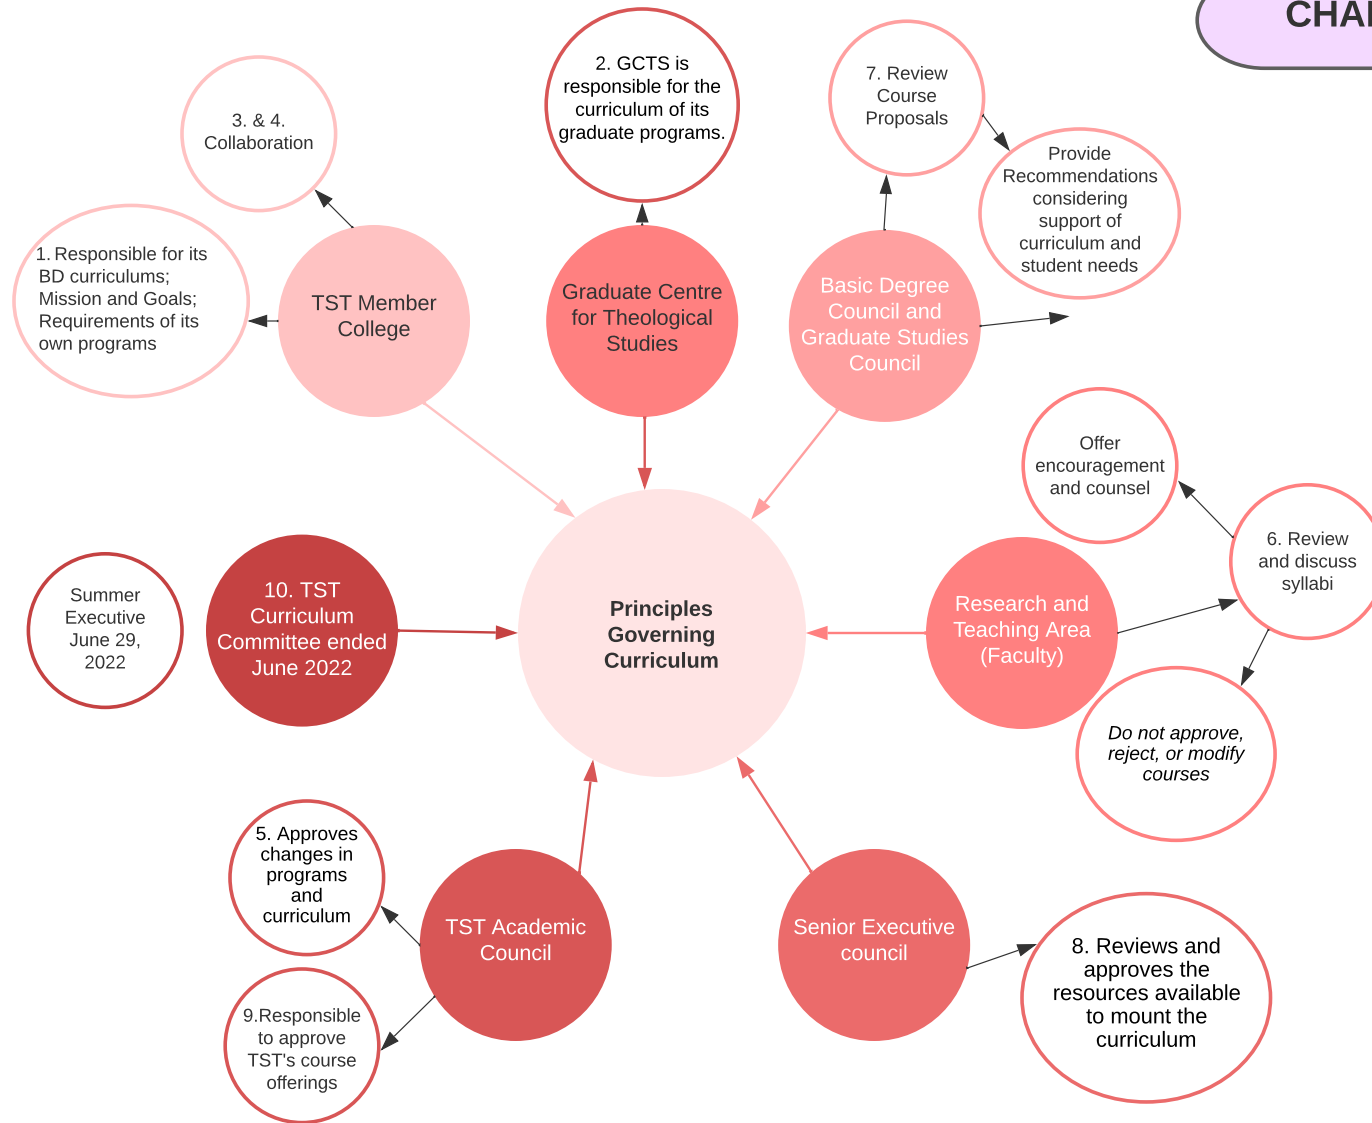 CHA
3. & 4.
Collaboration
1. Responsible for its
BD curriculums;
Mission and Goals;
Requirements of its
own programs
TST Member
College
2. GCTS is
responsible for the
curriculum of its
graduate programs.
Graduate Centre
for Theological
Studies
7. Review
Course
Proposals
Provide
Recommendations
considering
support of
curriculum and
student needs
Basic Degree
Council and
Graduate Studies
Council
Offer
encouragement
and counsel
6. Review
and discuss
syllabi
Research and
Teaching Area
(Faculty)
Do not approve,
reject, or modify
courses
Summer
Executive
June 29,
2022
10. TST
Curriculum
Committee ended
June 2022
Principles
Governing
Curriculum
5. Approves
changes in
programs
and
curriculum
TST Academic
Council
9.Responsible
to approve
TST's course
offerings
Senior Executive
council
8. Reviews and
approves the
resources available
to mount the
curriculum